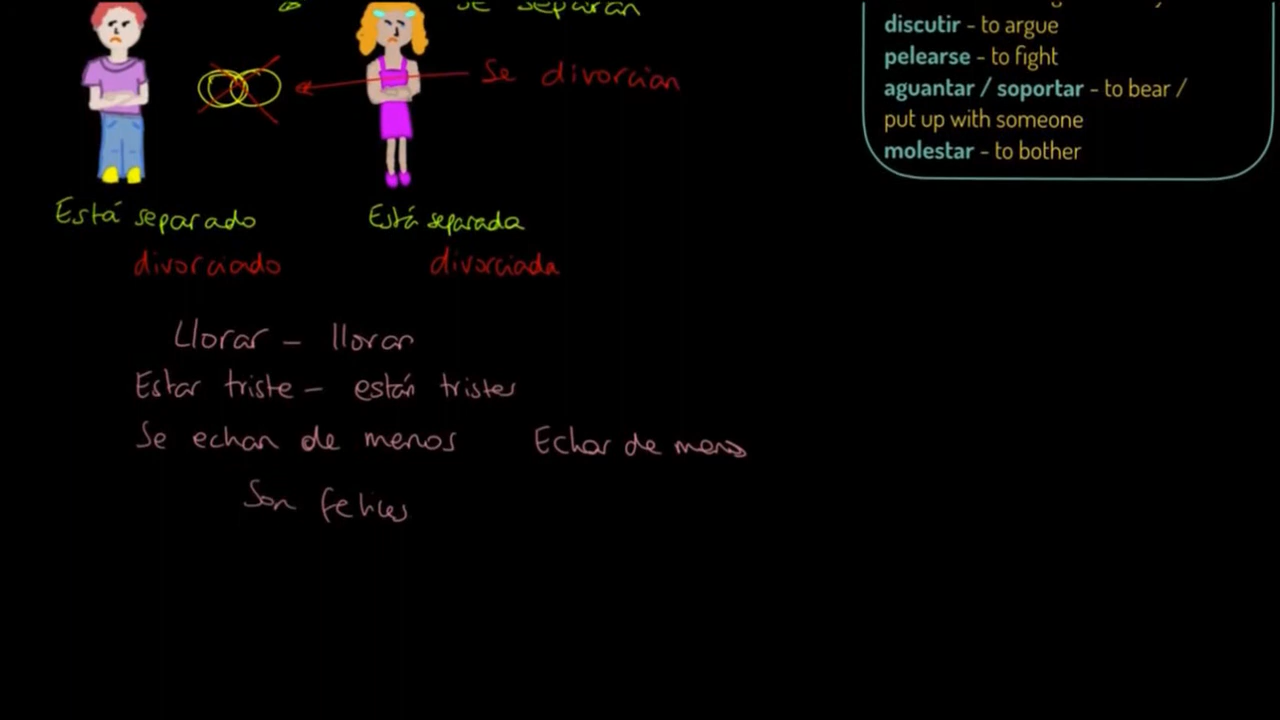 se separan
Se divorcian
Está separado
Está separada
divorciado
divorciada
Llorar – lloran
Estar triste – están tristes
Se echan de menos
Echar de menos
Son felices
discutir - to argue
pelearse - to fight
aguantar / soportar - to bear /
put up with someone
molestar - to bother